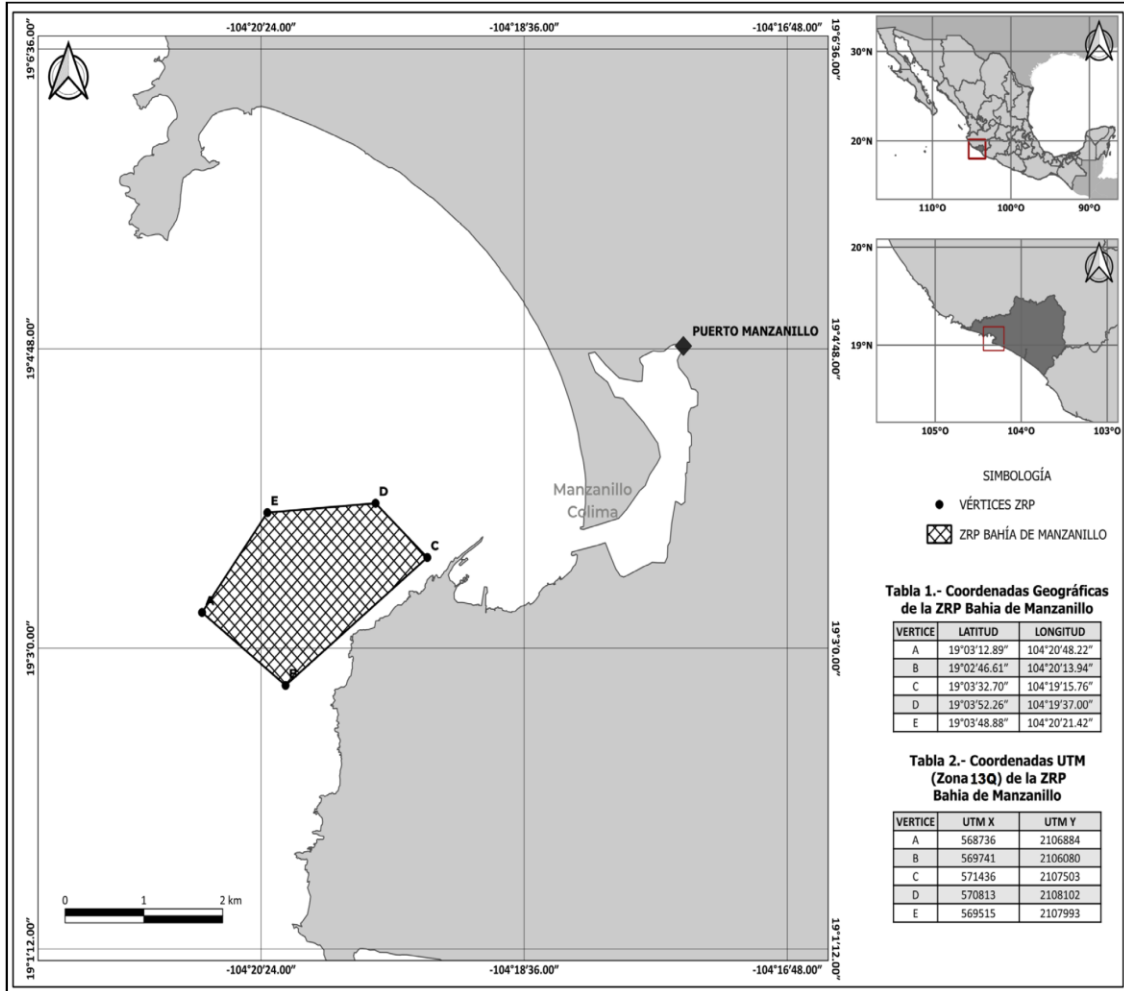 -104°20'24.00"
-104°18'36.00"
-104°16'48.00"
19°6'36.00"
19°6'36.00"
PUERTO MANZANILLO
19°4'48.00"
19°4'48.00"
Manzanillo
Colima
E
D
C
A
B
19°3'0.00"
19°3'0.00"
0
1
2 km
19°1'12.00"
19°1'12.00"
-104°20'24.00"
-104°18'36.00"
-104°16'48.00"
30°N
20°N
110°O
100°O
90°O
20°N
19°N
105°O
104°O
103°O
SIMBOLOGÍA
VÉRTICES ZRP
ZRP BAHÍA DE MANZANILLO
Tabla 1.- Coordenadas Geográficas
de la ZRP Bahia de Manzanillo
VERTICE LATITUD LONGITUD
A 19°03'12.89" 104°20'48.22"
B 19°02'46.61" 104°20'13.94"
C 19°03'32.70" 104°19'15.76"
D 19°03'52.26" 104°19'37.00"
E 19°03'48.88" 104°20'21.42"
Tabla 2.- Coordenadas UTM
(Zona 13Q) de la ZRP
Bahia de Manzanillo
VERTICE UTM X UTM Y
A 568736 2106884
B 569741 2106080
C 571436 2107503
D 570813 2108102
E 569515 2107993